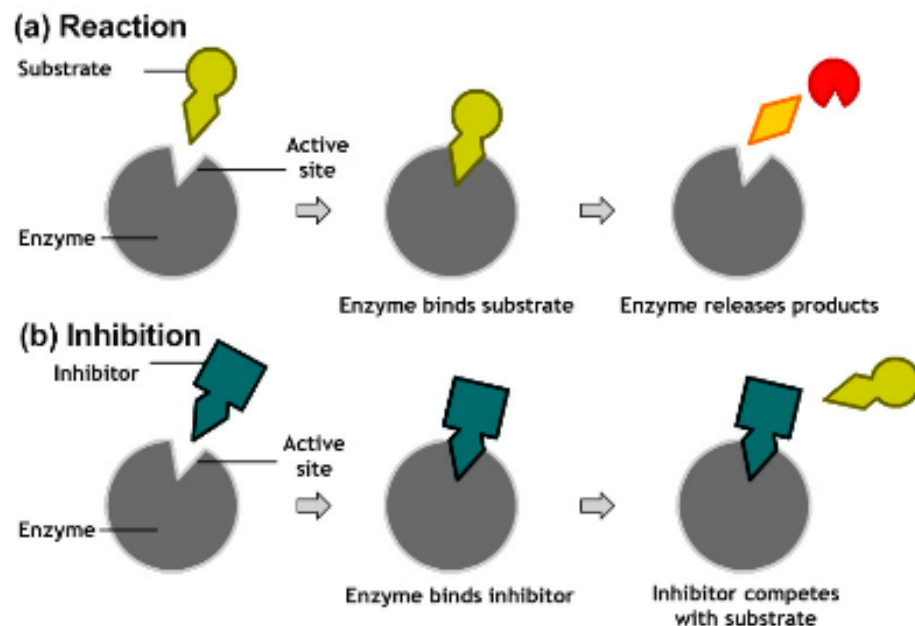 (a) Reaction
Substrate
Active
site
Enzyme
Enzyme binds substrate
Enzyme releases products
(b) Inhibition
Inhibitor
Active
site
Enzyme
Enzyme binds inhibitor
Inhibitor competes
with substrate